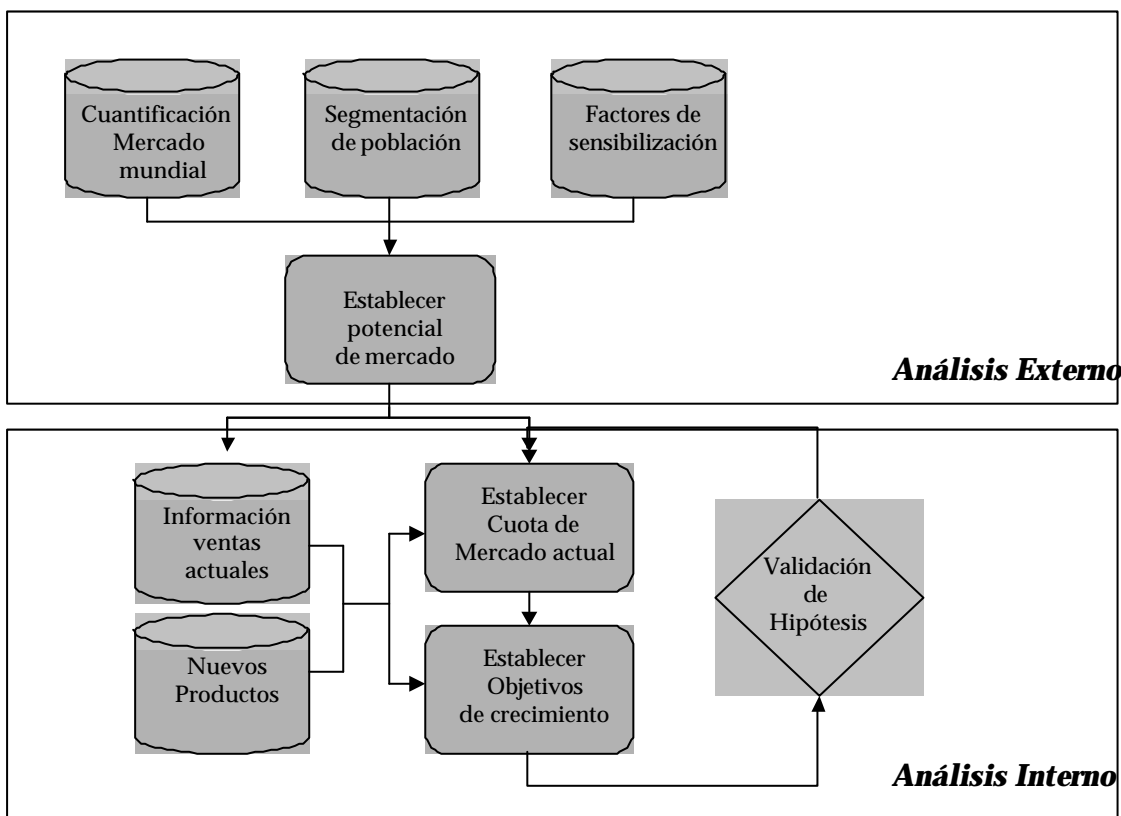 Cuantificación
Mercado
mundial
Segmentación
de población
Factores de
sensibilización
Establecer
potencial
de mercado
Análisis Externo
Información
ventas
actuales
Nuevos
Productos
Establecer
Cuota de
Mercado actual
Establecer
Objetivos
de crecimiento
Validación
de
Hipótesis
Análisis Interno